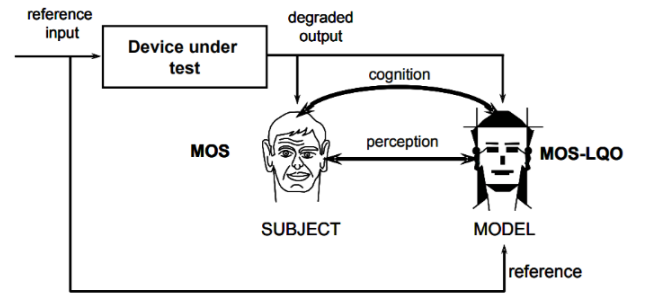 reference
input
degraded
output
Device under
test
cognition
MOS
perception
MOS-LQO
SUBJECT
MODEL
reference